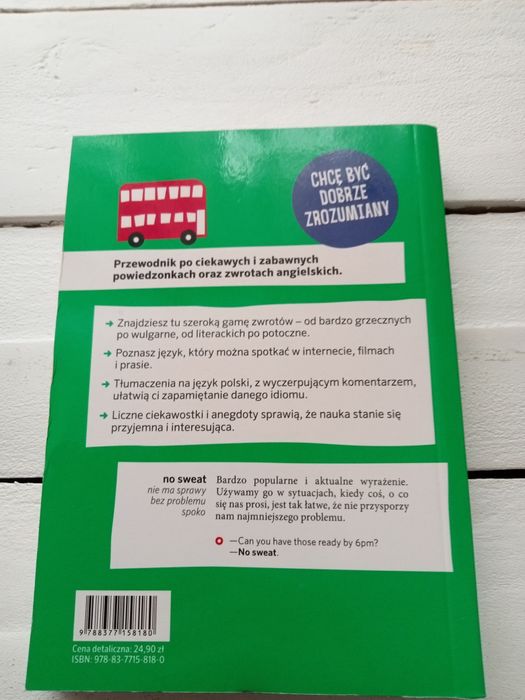 CHCĘ BYĆ
DOBRZE
ZROZUMIANY
Przewodnik po ciekawych i zabawnych
powiedzonkach oraz zwrotach angielskich.
➔ Znajdziesz tu szeroką gamę zwrotów – od bardzo grzecznych
po wulgarne, od literackich po potoczne.
➔ Poznasz język, który można spotkać w internecie, filmach
i prasie.
➔ Tłumaczenia na język polski, z wyczerpującym komentarzem,
ułatwią ci zapamiętanie danego idiomu.
➔ Liczne ciekawostki i anegdoty sprawią, że nauka stanie się
przyjemna i interesująca.
no sweat
nie ma sprawy
bez problemu
spoko
Bardzo popularne i aktualne wyrażenie.
Używamy go w sytuacjach, kiedy coś, o co
się nas prosi, jest tak łatwe, że nie przysporzy
nam najmniejszego problemu.
—Can you have those ready by 6pm?
—No sweat.
9 788377 158180
Cena detaliczna: 24,90 zł
ISBN: 978-83-7715-818-0